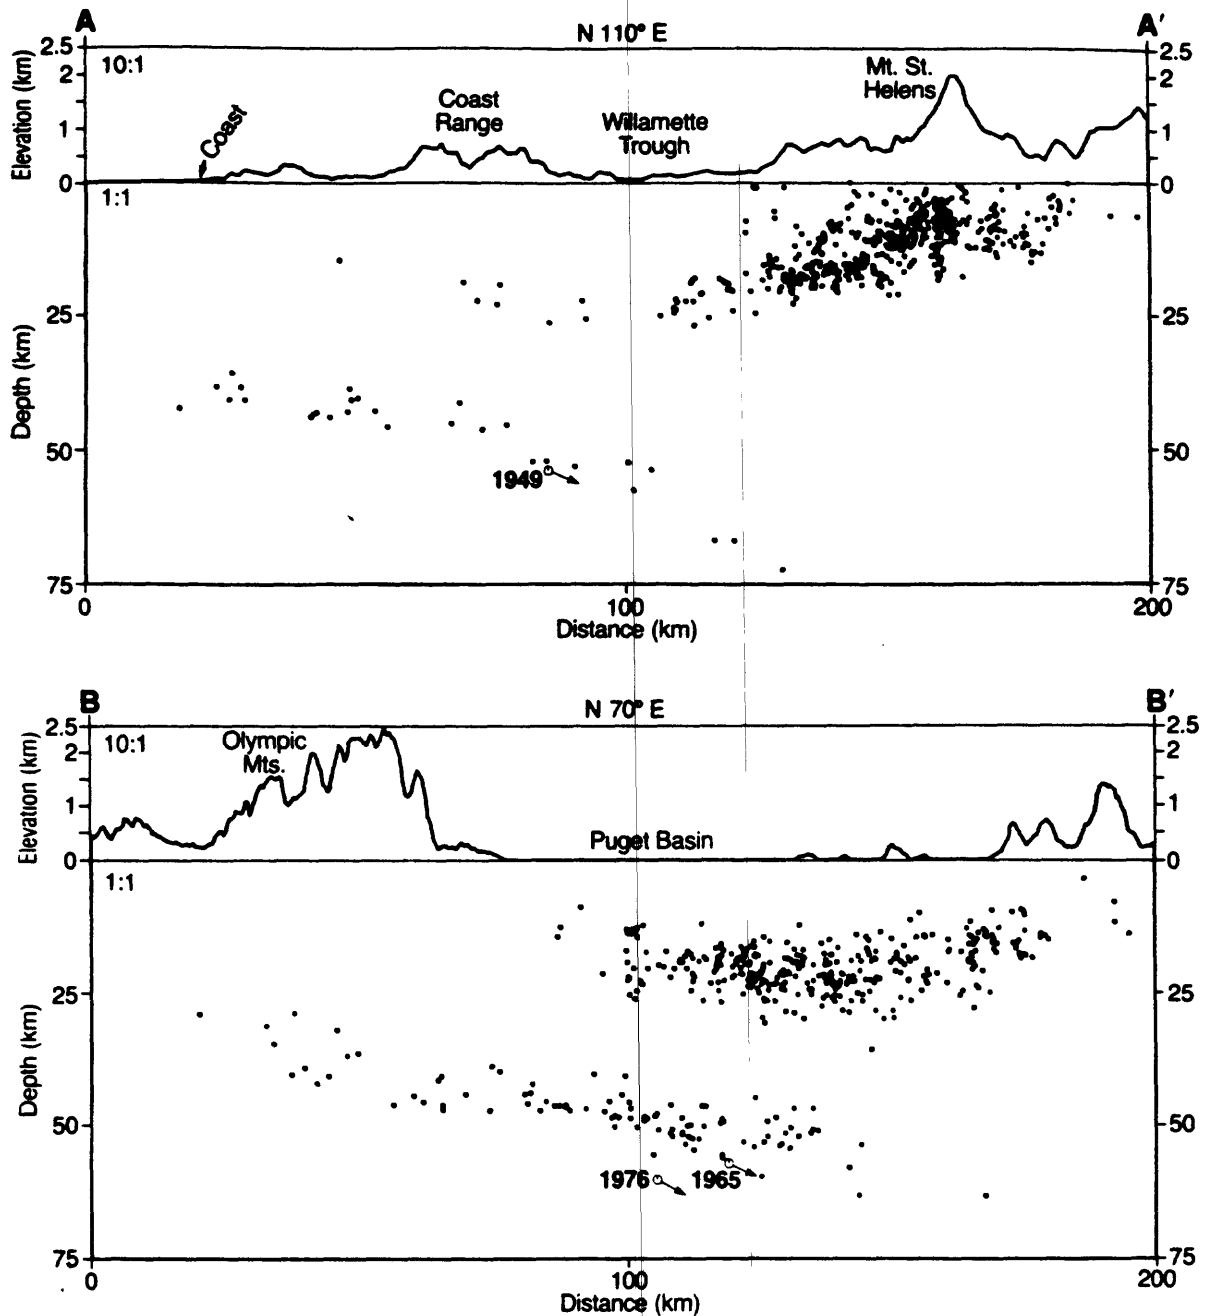 A
N 110° E
A'
2.5
10:1
2
1
0
Elevation (km)
Coast
Coast
Range
Willamette
Trough
Mt. St.
Helens
2.5
2
1
0
1:1
25
50
75
Depth (km)
1949
25
50
75
0
100
200
Distance (km)
B
N 70° E
B'
2.5
10:1
2
1
0
Elevation (km)
Olympic
Mts.
Puget Basin
2.5
2
1
0
1:1
25
50
75
Depth (km)
1976
1965
25
50
75
0
100
200
Distance (km)